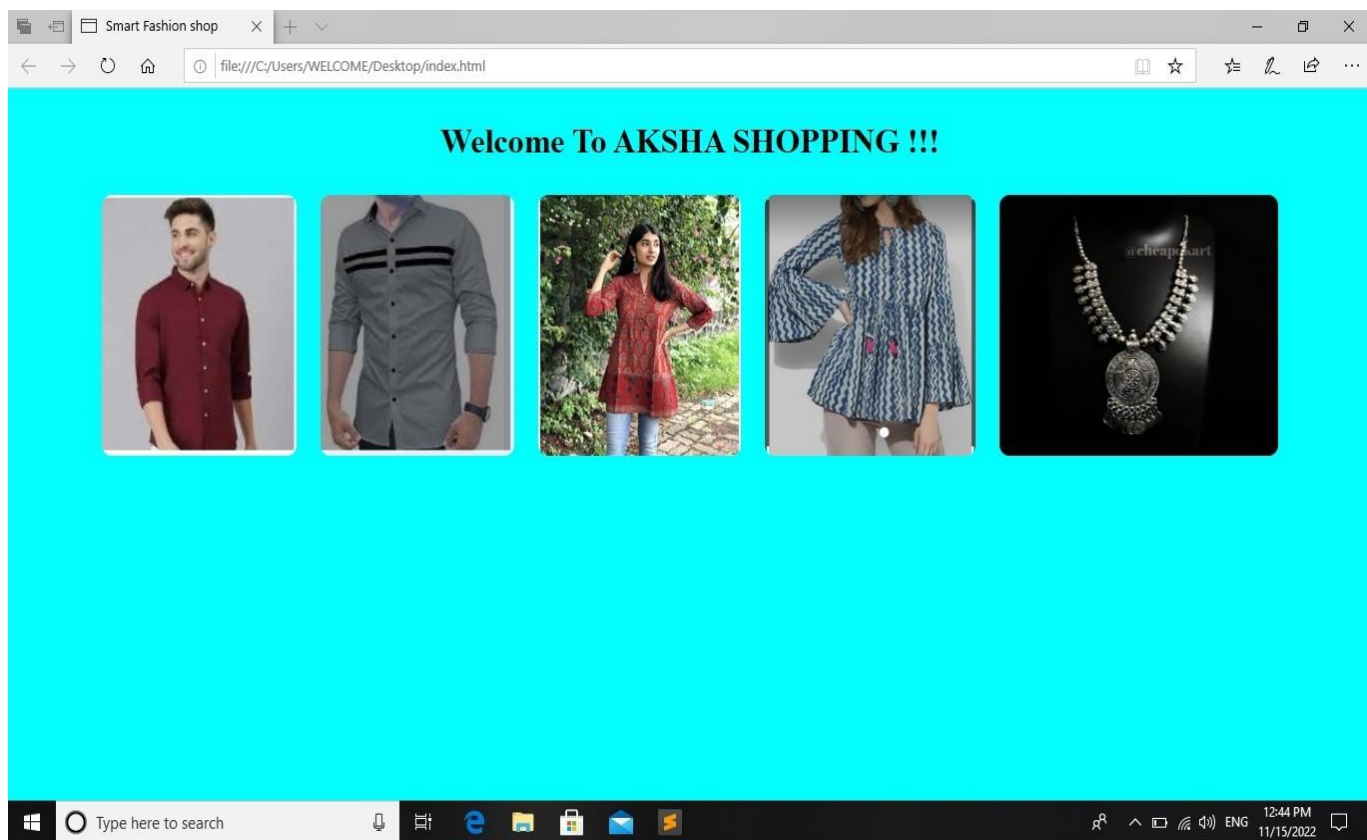 Smart Fashion shop
file:///C:/Users/WELCOME/Desktop/index.html
Welcome To AKSHA SHOPPING !!!
Type here to search
ENG
12:44 PM
11/15/2022